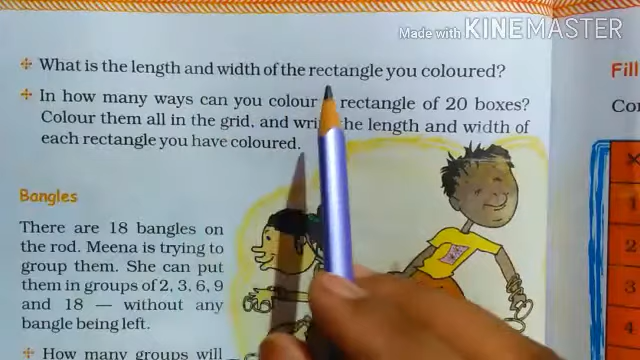 Made with KINEMASTER
What is the length and width of the rectangle you coloured?
In how many ways can you colour rectangle of 20 boxes?
Colour them all in the grid, and write the length and width of
each rectangle you have coloured.
Bangles
There are 18 bangles on
the rod. Meena is trying to
group them. She can put
them in groups of 2, 3, 6, 9
and 18 — without any
bangle being left.
How many groups will
Fill
×
1
2
3
4